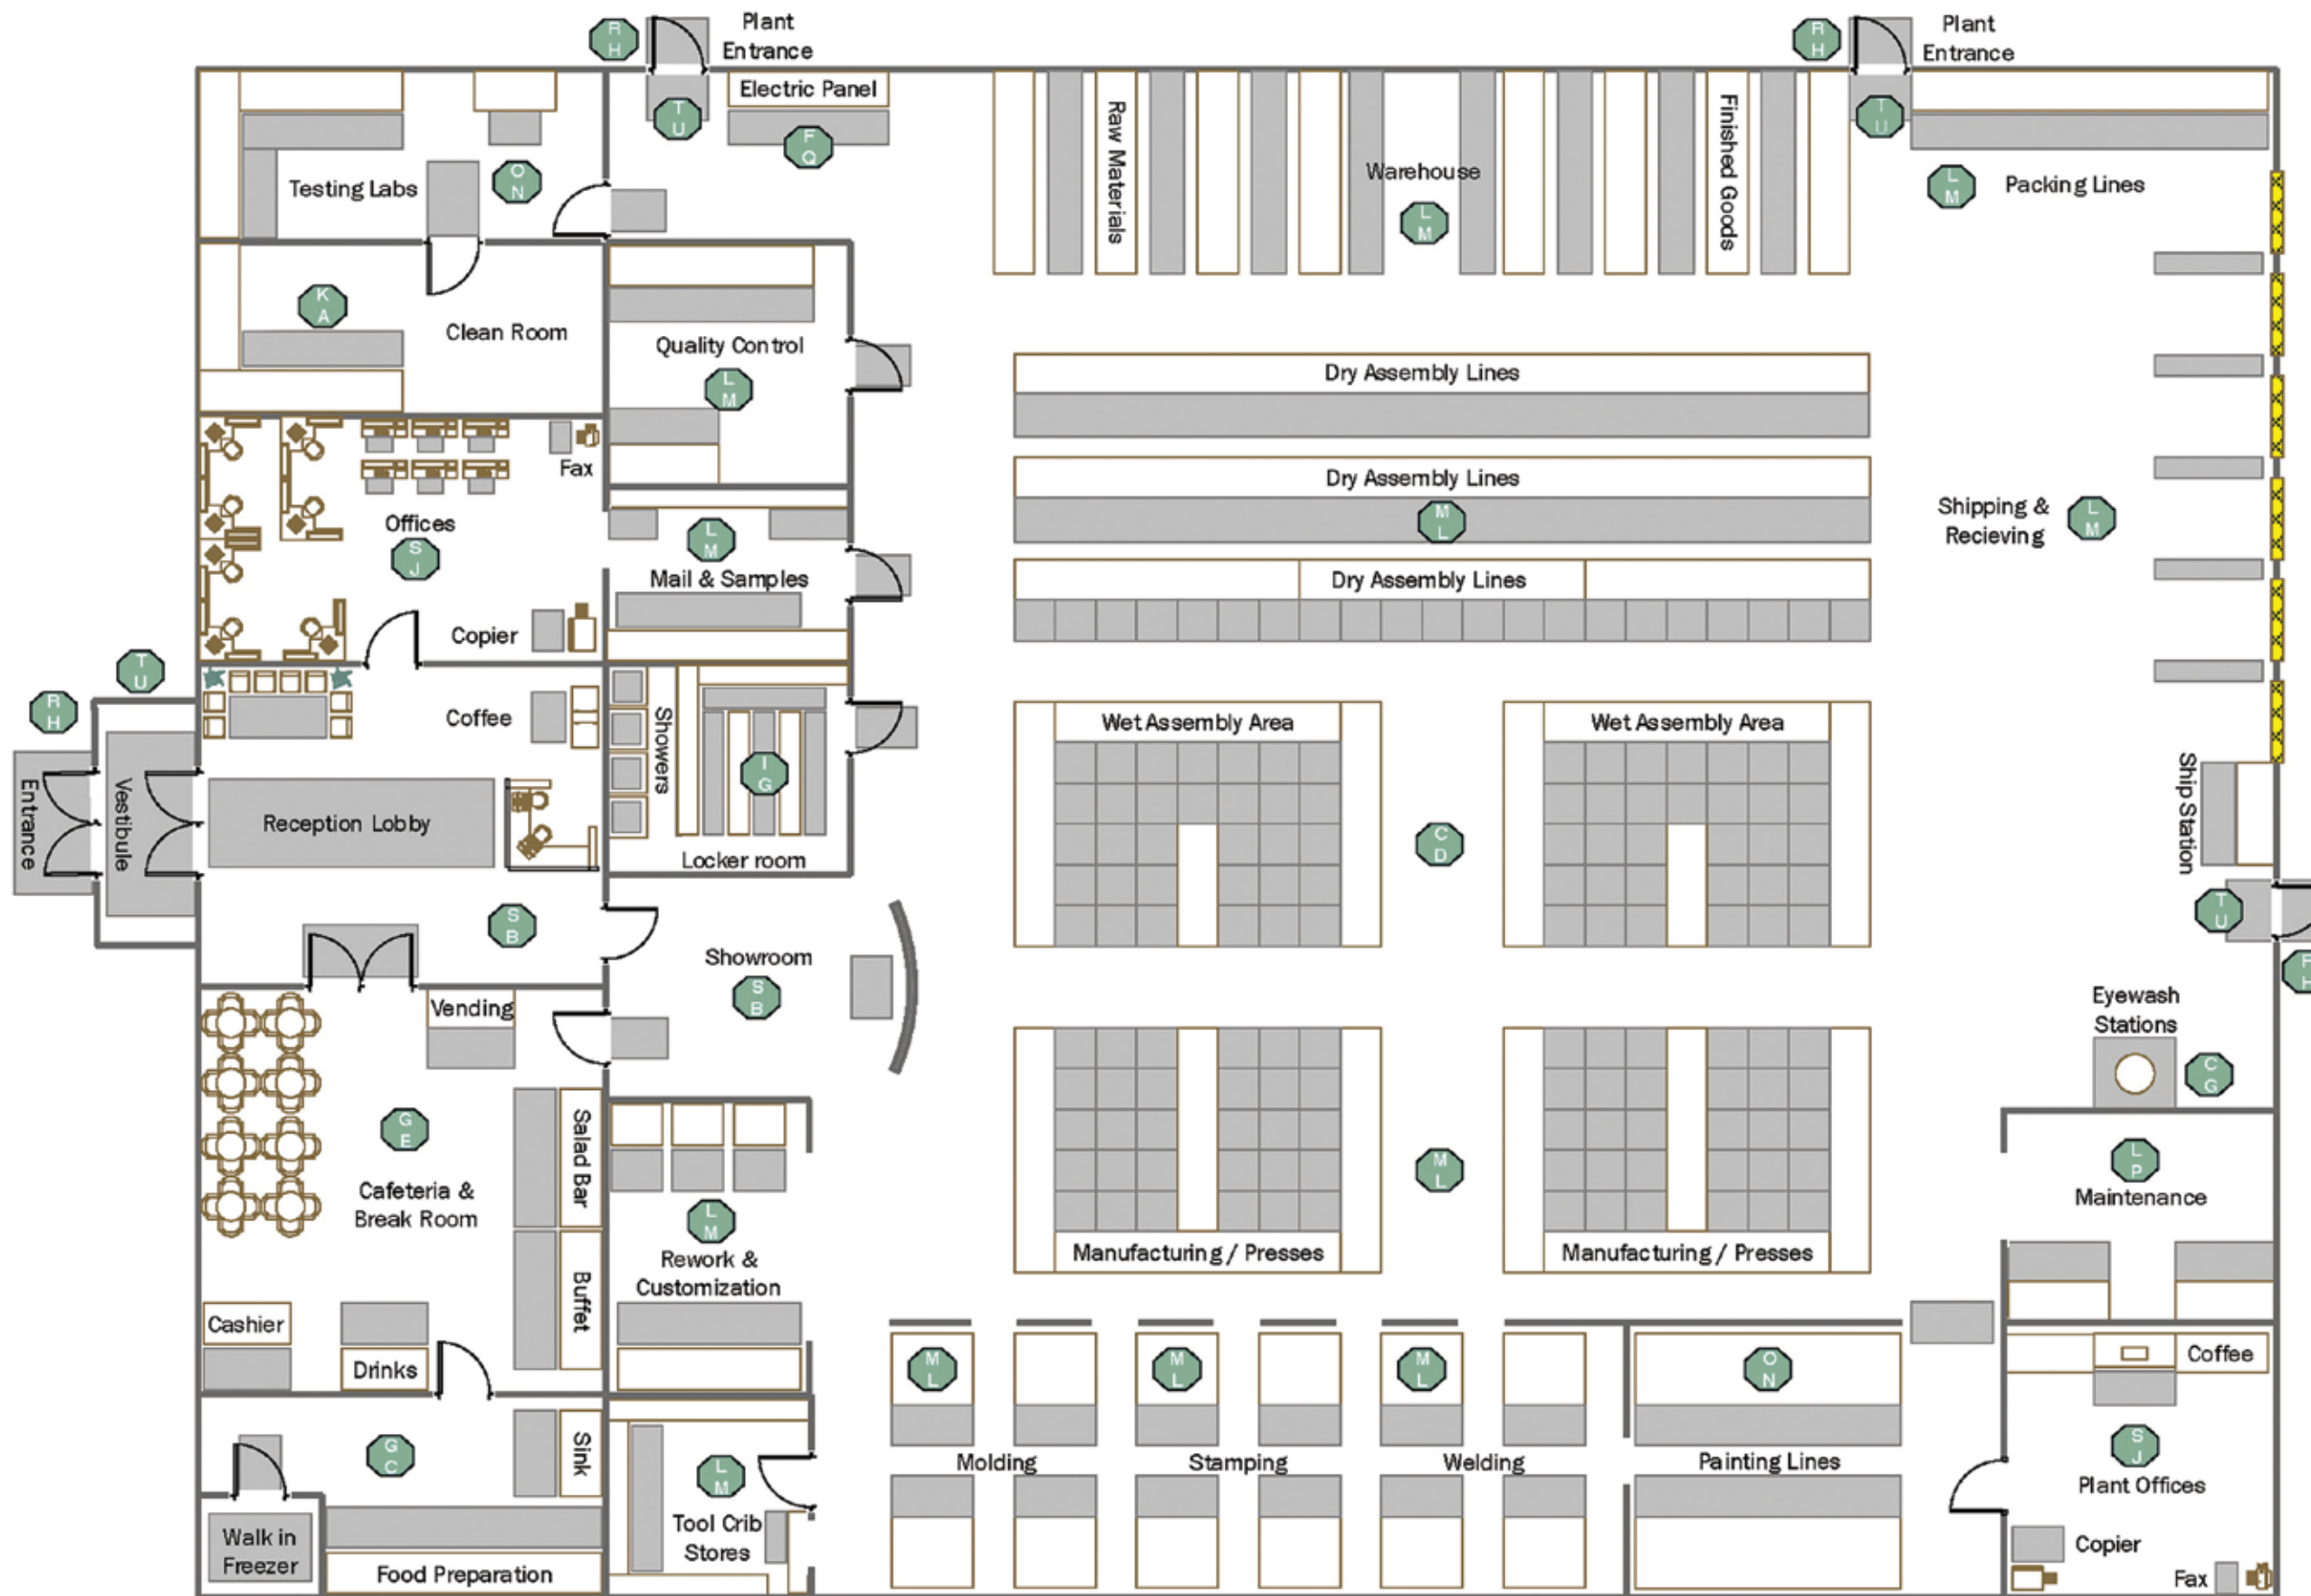 R
H
Plant
Entrance
R
H
Plant
Entrance
T
U
Electric Panel
F
Q
Raw Materials
Warehouse
L
M
Finished Goods
T
U
L
M
Packing Lines
Testing Labs
O
N
K
A
Clean Room
Quality Control
L
M
Dry Assembly Lines
Dry Assembly Lines
M
L
Dry Assembly Lines
Shipping &
Recieving
L
M
Fax
Offices
S
J
Copier
L
M
Mail & Samples
T
U
R
H
Entrance
Vestibule
Coffee
Reception Lobby
S
B
Showers
I
G
Locker room
Wet Assembly Area
Wet Assembly Area
C
D
Ship Station
T
U
Showroom
S
B
Eyewash
Stations
C
G
Vending
G
E
Cafeteria &
Break Room
Salad Bar
Buffet
Cashier
Drinks
L
M
Rework &
Customization
M
L
Manufacturing / Presses
Manufacturing / Presses
L
P
Maintenance
M
L
M
L
M
L
O
N
Molding
Stamping
Welding
Painting Lines
Coffee
S
J
Plant Offices
Copier
Fax
G
C
Sink
Walk in
Freezer
Food Preparation
L
M
Tool Crib
Stores